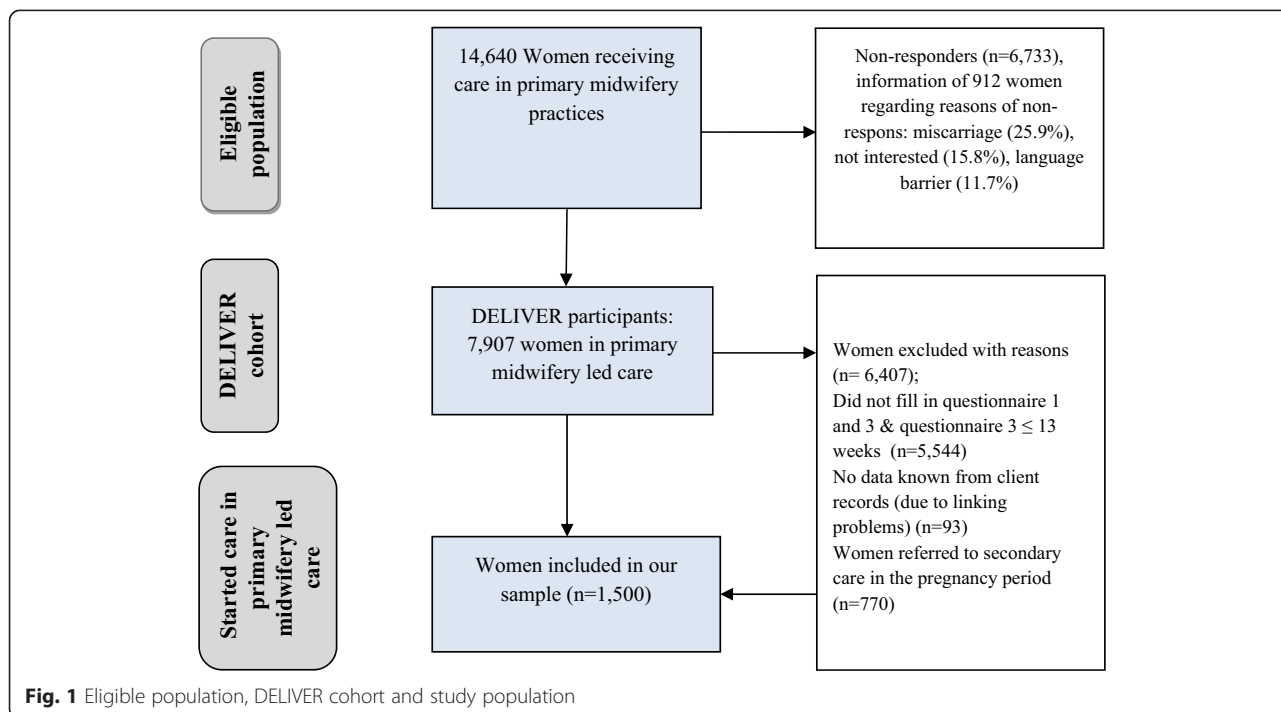 Eligible
population
14,640 Women receiving
care in primary midwifery
practices
Non-responders (n=6,733),
information of 912 women
regarding reasons of non-
respons: miscarriage (25.9%),
not interested (15.8%), language
barrier (11.7%)
DELIVER
cohort
DELIVER participants:
7,907 women in primary
midwifery led care
Women excluded with reasons
(n= 6,407);
Did not fill in questionnaire 1
and 3 & questionnaire 3 ≤ 13
weeks (n=5,544)
No data known from client
records (due to linking
problems) (n=93)
Women referred to secondary
care in the pregnancy period
(n=770)
Started care in
primary
midwifery led
care
Women included in our
sample (n=1,500)
Fig. 1 Eligible population, DELIVER cohort and study population